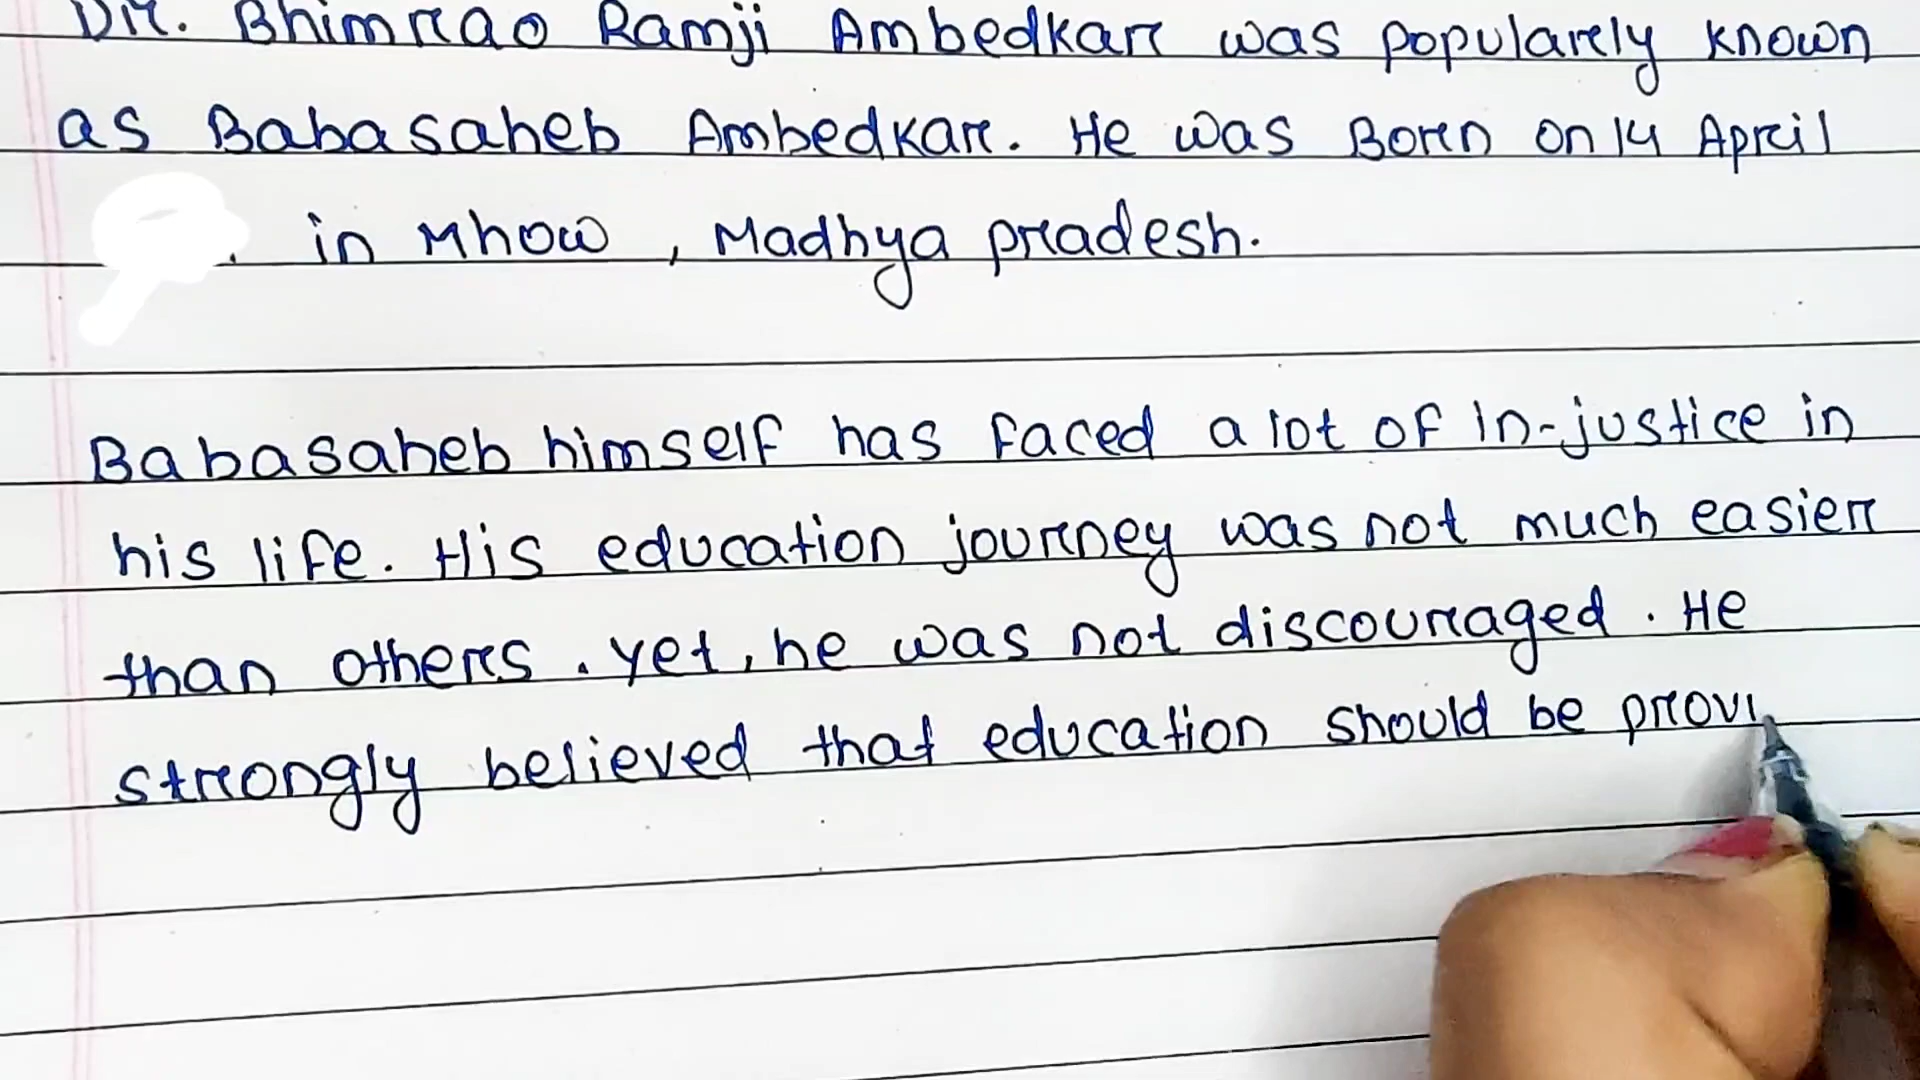 Dr. Bhimrao Ramji Ambedkar was popularly known
as Babasaheb Ambedkar. He was Born on 14 April
. in Mhow, Madhya pradesh.
Babasaheb himself has faced a lot of In-justice in
his life. His education journey was not much easier
than others. yet, he was not discouraged. He
strongly believed that education should be provi